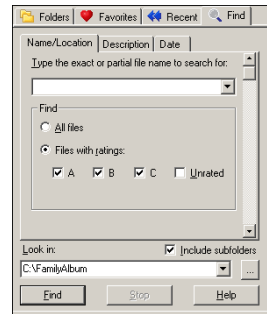 Folders Favorites Recent Find
Name/Location Description Date
Type the exact or partial file name to search for:
Find
All files
Files with ratings:
A B C Unrated
Look in: Include subfolders
C:\FamilyAlbum ...
Find Stop Help